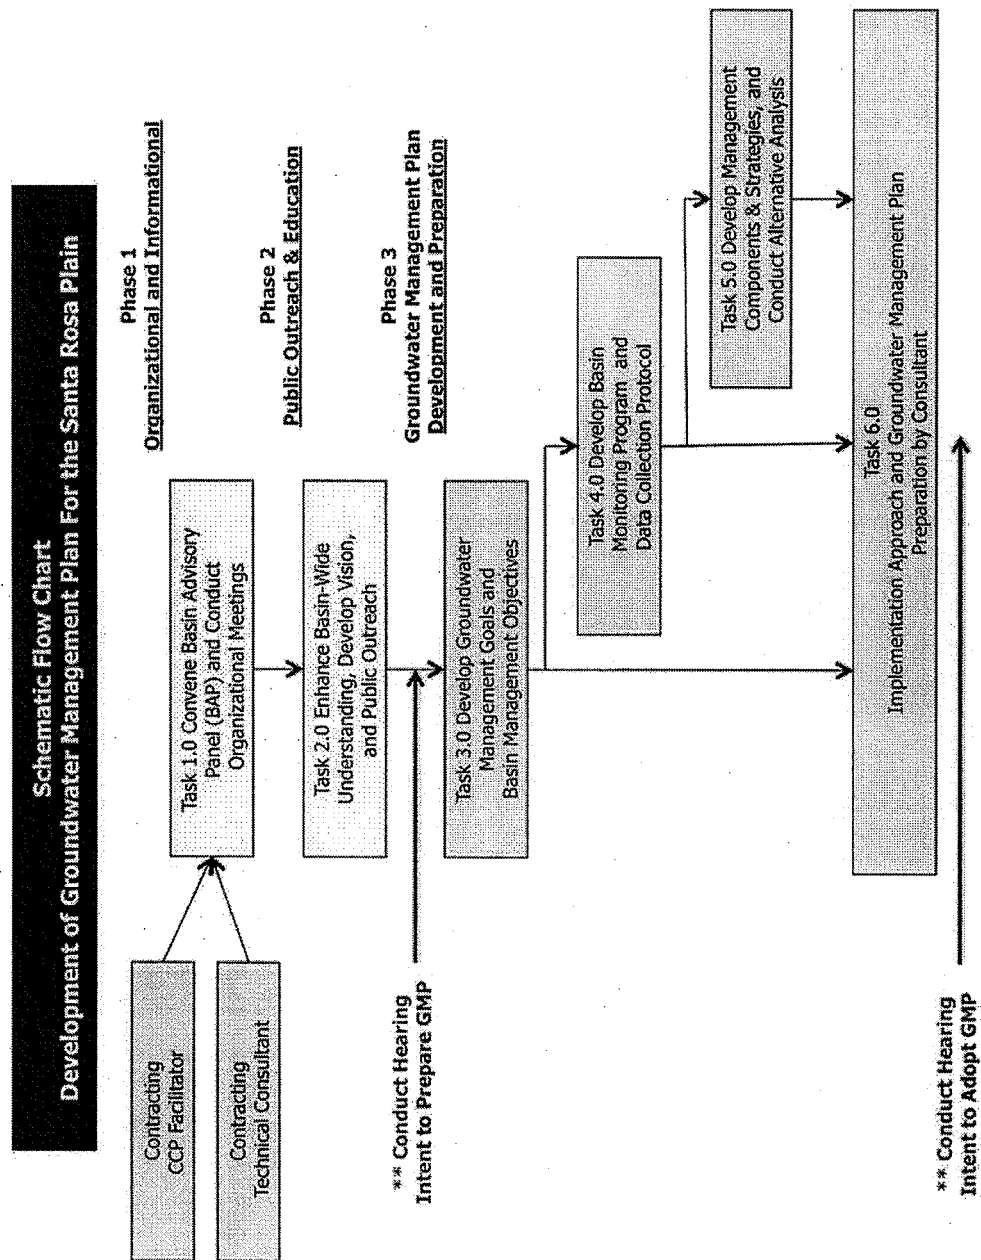 Schematic Flow Chart
Development of Groundwater Management Plan For the Santa Rosa Plain
Phase 1
Organizational and Informational
Contracting
CCP Facilitator
Contracting
Technical Consultant
Task 1.0 Convene Basin Advisory
Panel (BAP) and Conduct
Organizational Meetings
Phase 2
Public Outreach & Education
Task 2.0 Enhance Basin-Wide
Understanding, Develop Vision,
and Public Outreach
** Conduct Hearing
Intent to Prepare GMP
Phase 3
Groundwater Management Plan
Development and Preparation
Task 3.0 Develop Groundwater
Management Goals and
Basin Management Objectives
Task 4.0 Develop Basin
Monitoring Program and
Data Collection Protocol
Task 5.0 Develop Management
Components & Strategies, and
Conduct Alternative Analysis
Task 6.0
Implementation Approach and Groundwater Management Plan
Preparation by Consultant
** Conduct Hearing
Intent to Adopt GMP